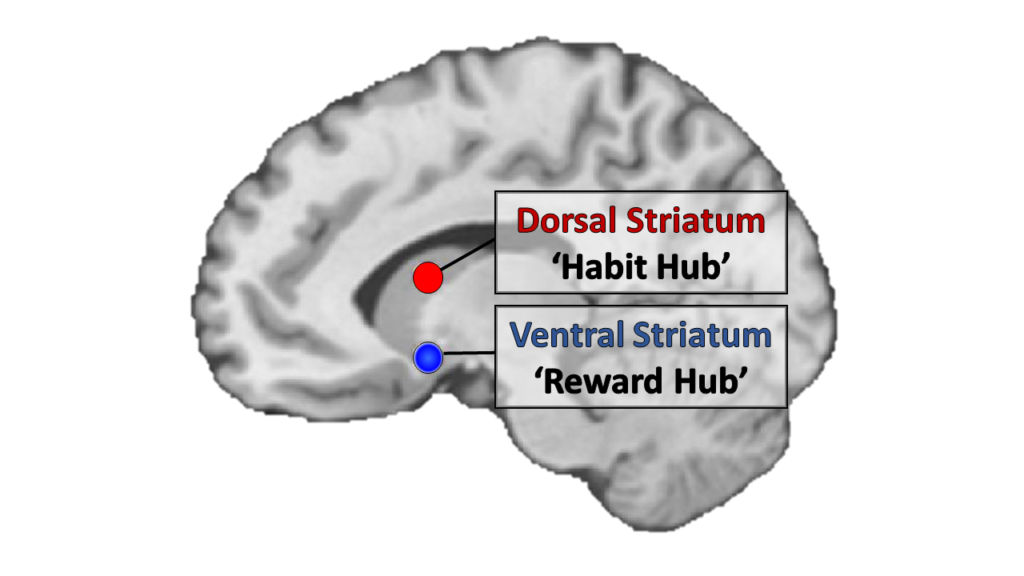 Dorsal Striatum
‘Habit Hub’
Ventral Striatum
‘Reward Hub’